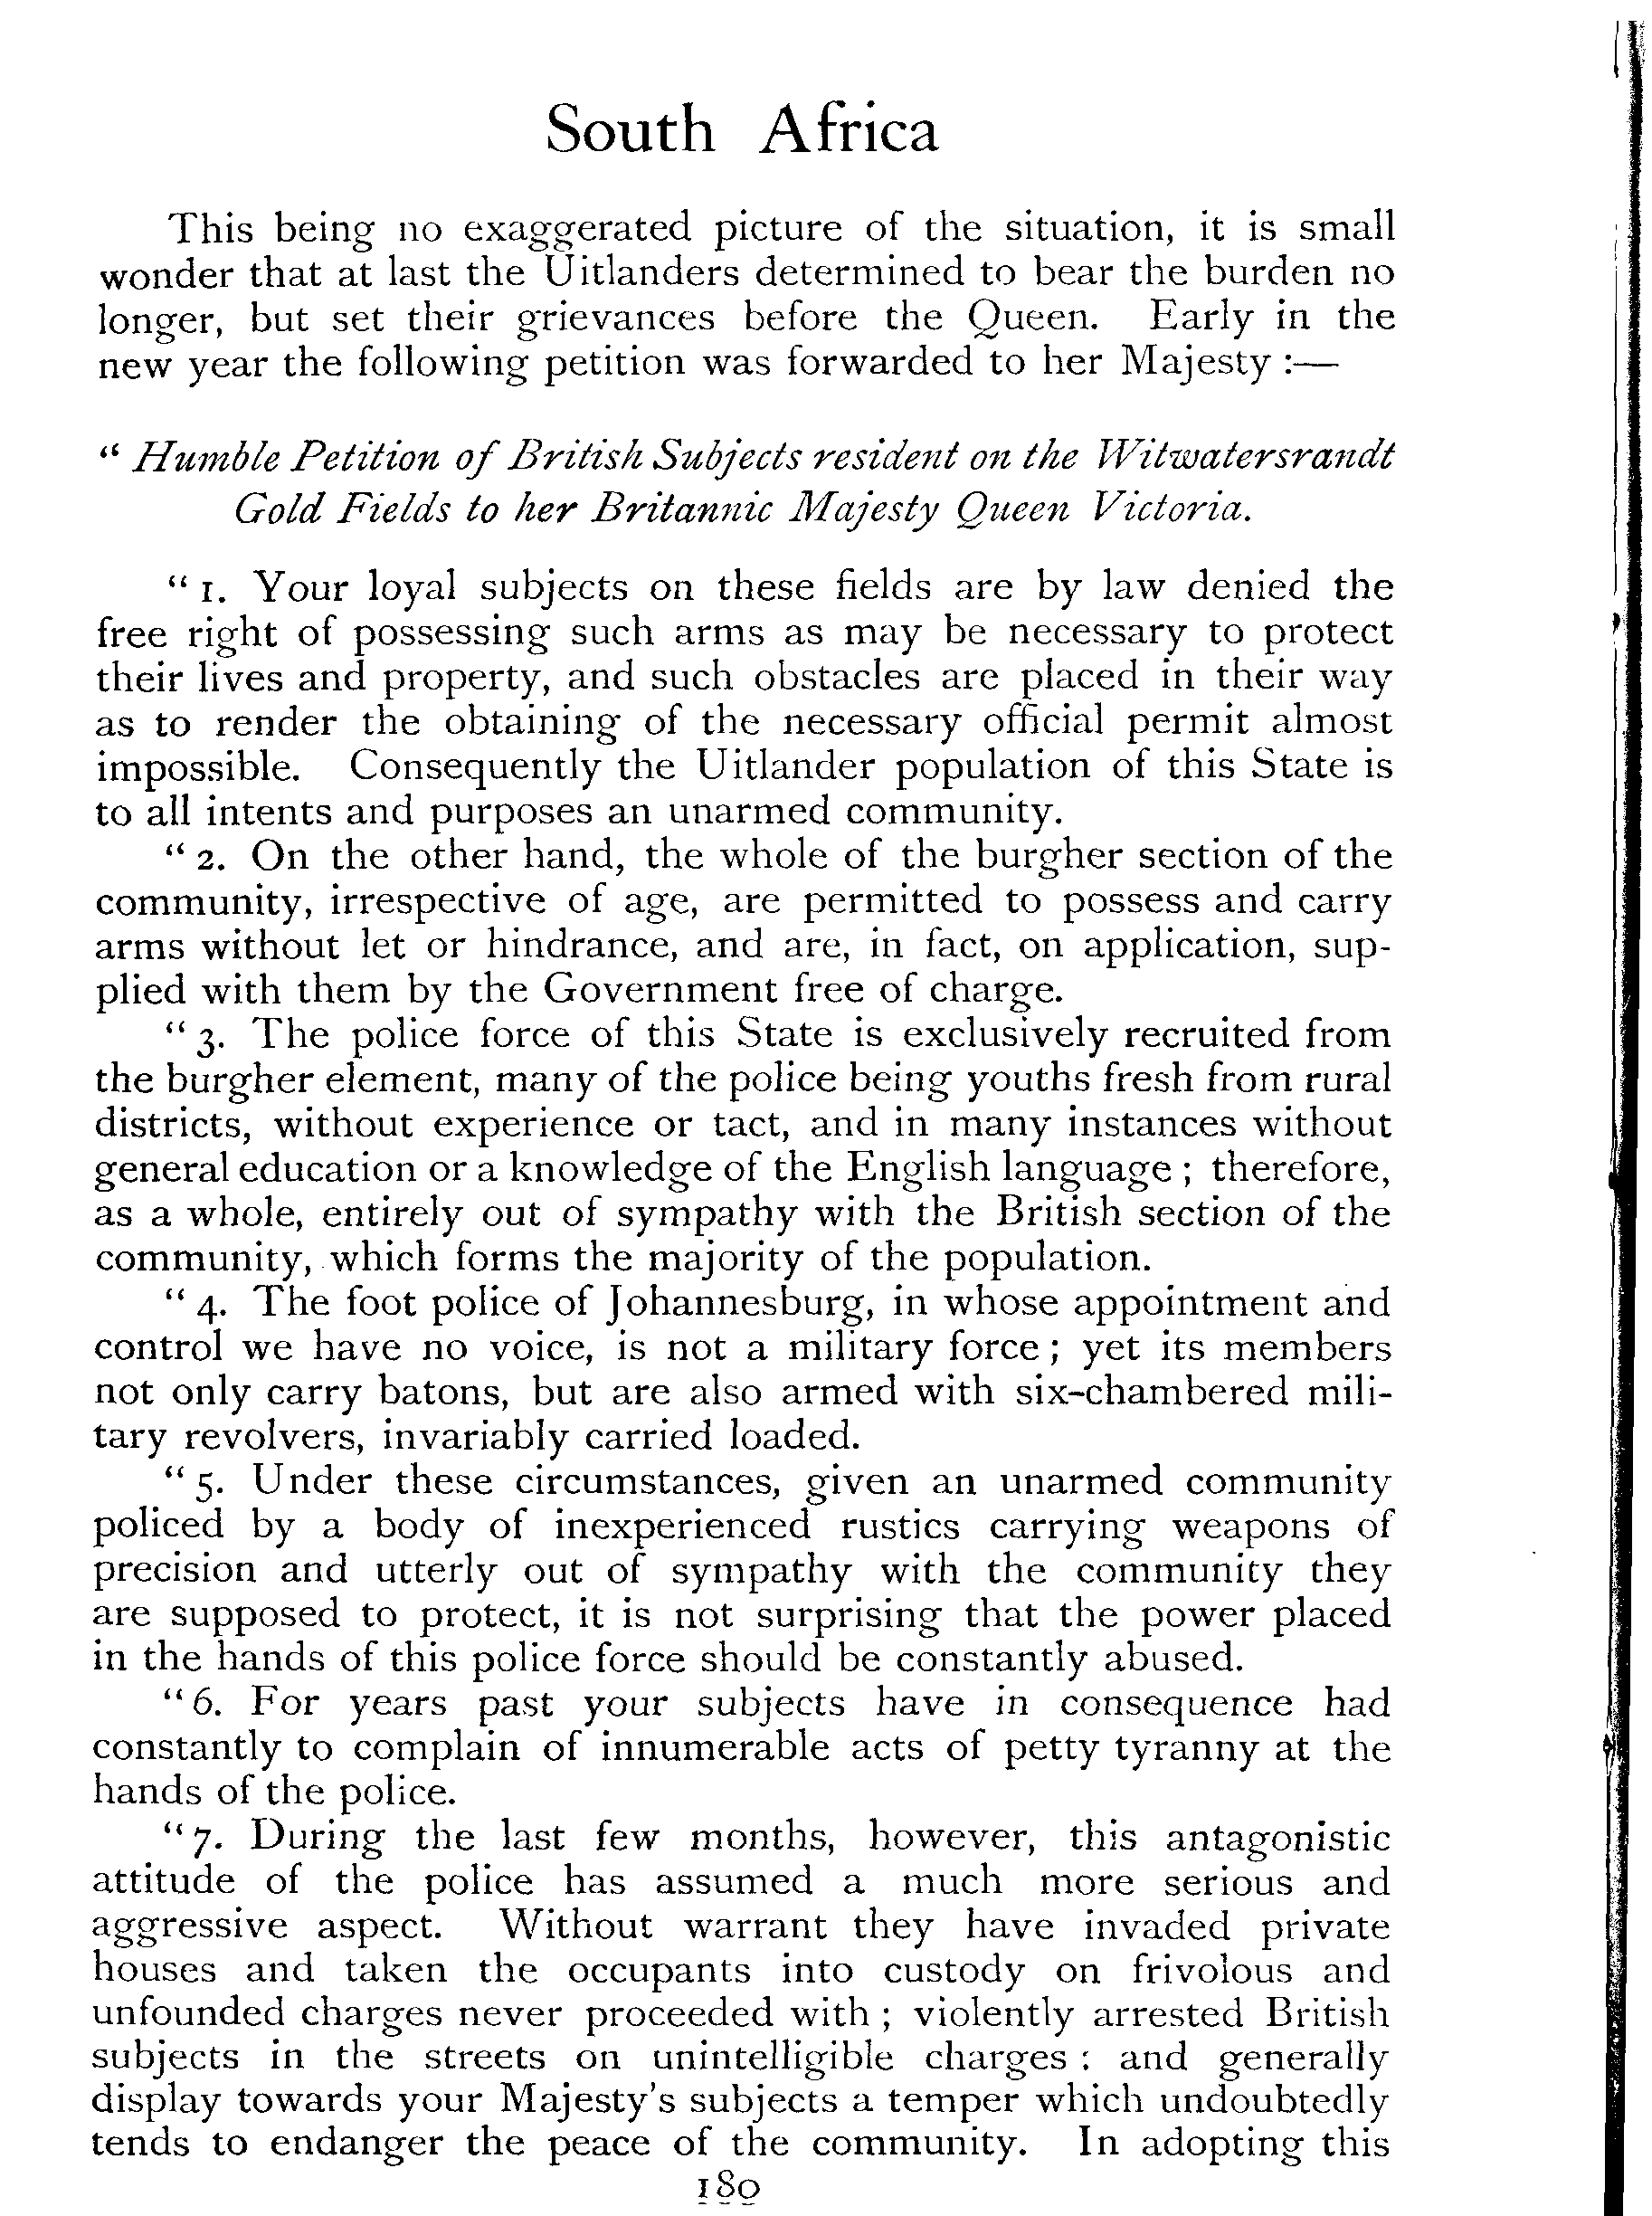 South Africa
This being no exaggerated picture of the situation, it is small
wonder that at last the Uitlanders determined to bear the burden no
longer, but set their grievances before the Queen. Early in the
new year the following petition was forwarded to her Majesty :—
“ Humble Petition of British Subjects resident on the Witwatersrandt
Gold Fields to her Britannic Majesty Queen Victoria.
“ 1. Your loyal subjects on these fields are by law denied the
free right of possessing such arms as may be necessary to protect
their lives and property, and such obstacles are placed in their way
as to render the obtaining of the necessary official permit almost
impossible. Consequently the Uitlander population of this State is
to all intents and purposes an unarmed community.
“ 2. On the other hand, the whole of the burgher section of the
community, irrespective of age, are permitted to possess and carry
arms without let or hindrance, and are, in fact, on application, sup-
plied with them by the Government free of charge.
“ 3. The police force of this State is exclusively recruited from
the burgher element, many of the police being youths fresh from rural
districts, without experience or tact, and in many instances without
general education or a knowledge of the English language ; therefore,
as a whole, entirely out of sympathy with the British section of the
community, which forms the majority of the population.
“ 4. The foot police of Johannesburg, in whose appointment and
control we have no voice, is not a military force ; yet its members
not only carry batons, but are also armed with six-chambered mili-
tary revolvers, invariably carried loaded.
“ 5. Under these circumstances, given an unarmed community
policed by a body of inexperienced rustics carrying weapons of
precision and utterly out of sympathy with the community they
are supposed to protect, it is not surprising that the power placed
in the hands of this police force should be constantly abused.
“ 6. For years past your subjects have in consequence had
constantly to complain of innumerable acts of petty tyranny at the
hands of the police.
“ 7. During the last few months, however, this antagonistic
attitude of the police has assumed a much more serious and
aggressive aspect. Without warrant they have invaded private
houses and taken the occupants into custody on frivolous and
unfounded charges never proceeded with ; violently arrested British
subjects in the streets on unintelligible charges : and generally
display towards your Majesty's subjects a temper which undoubtedly
tends to endanger the peace of the community. In adopting this
180